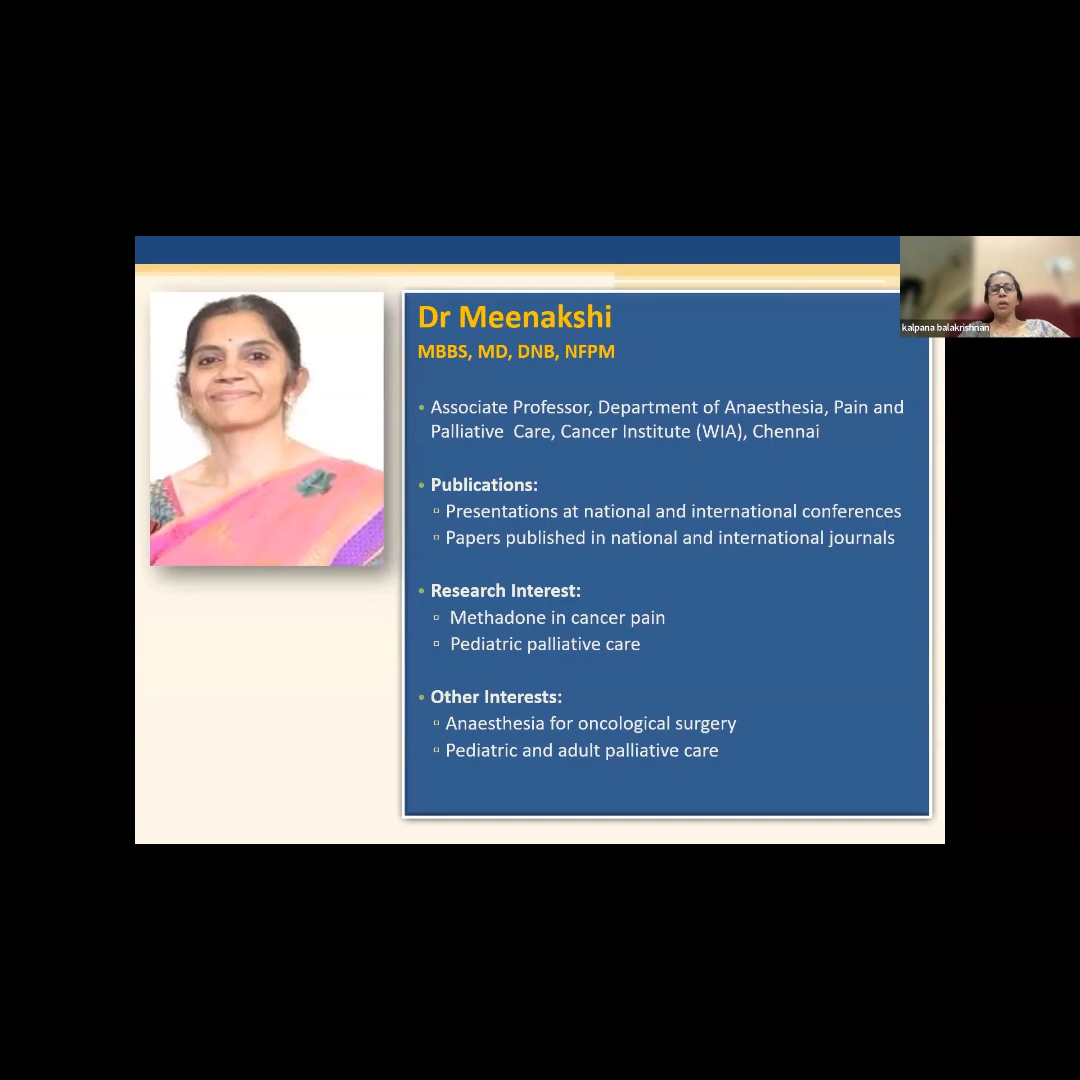 Dr Meenakshi
MBBS, MD, DNB, NFPM
• Associate Professor, Department of Anaesthesia, Pain and
Palliative Care, Cancer Institute (WIA), Chennai
• Publications:
▫ Presentations at national and international conferences
▫ Papers published in national and international journals
• Research Interest:
▫ Methadone in cancer pain
▫ Pediatric palliative care
• Other Interests:
▫ Anaesthesia for oncological surgery
▫ Pediatric and adult palliative care
kalpana balakrishnan